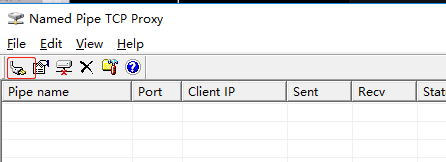 Named Pipe TCP Proxy
File Edit View Help
Pipe name Port Client IP Sent Recv Stat